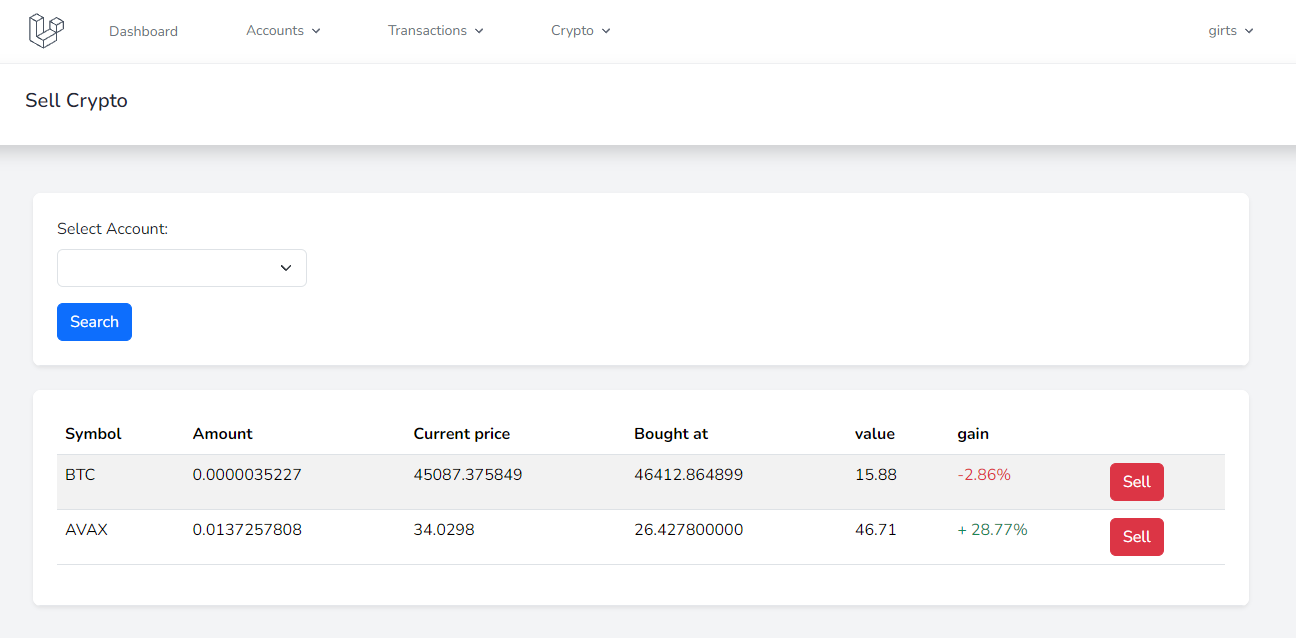 Dashboard Accounts Transactions Crypto girts
Sell Crypto
Select Account:
Search
Symbol Amount Current price Bought at value gain
BTC 0.0000035227 45087.375849 46412.864899 15.88 -2.86% Sell
AVAX 0.0137257808 34.0298 26.427800000 46.71 + 28.77% Sell